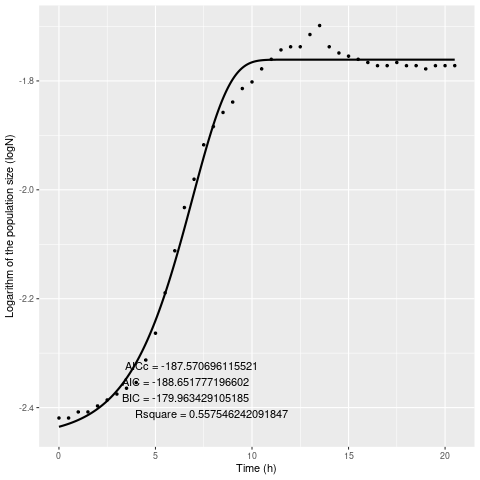 Logarithm of the population size (logN)
-1.8
-2.0
-2.2
-2.4
AICc = -187.570696115521
AIC = -188.651777196602
BIC = -179.963429105185
Rsquare = 0.557546242091847
0 5 10 15 20
Time (h)